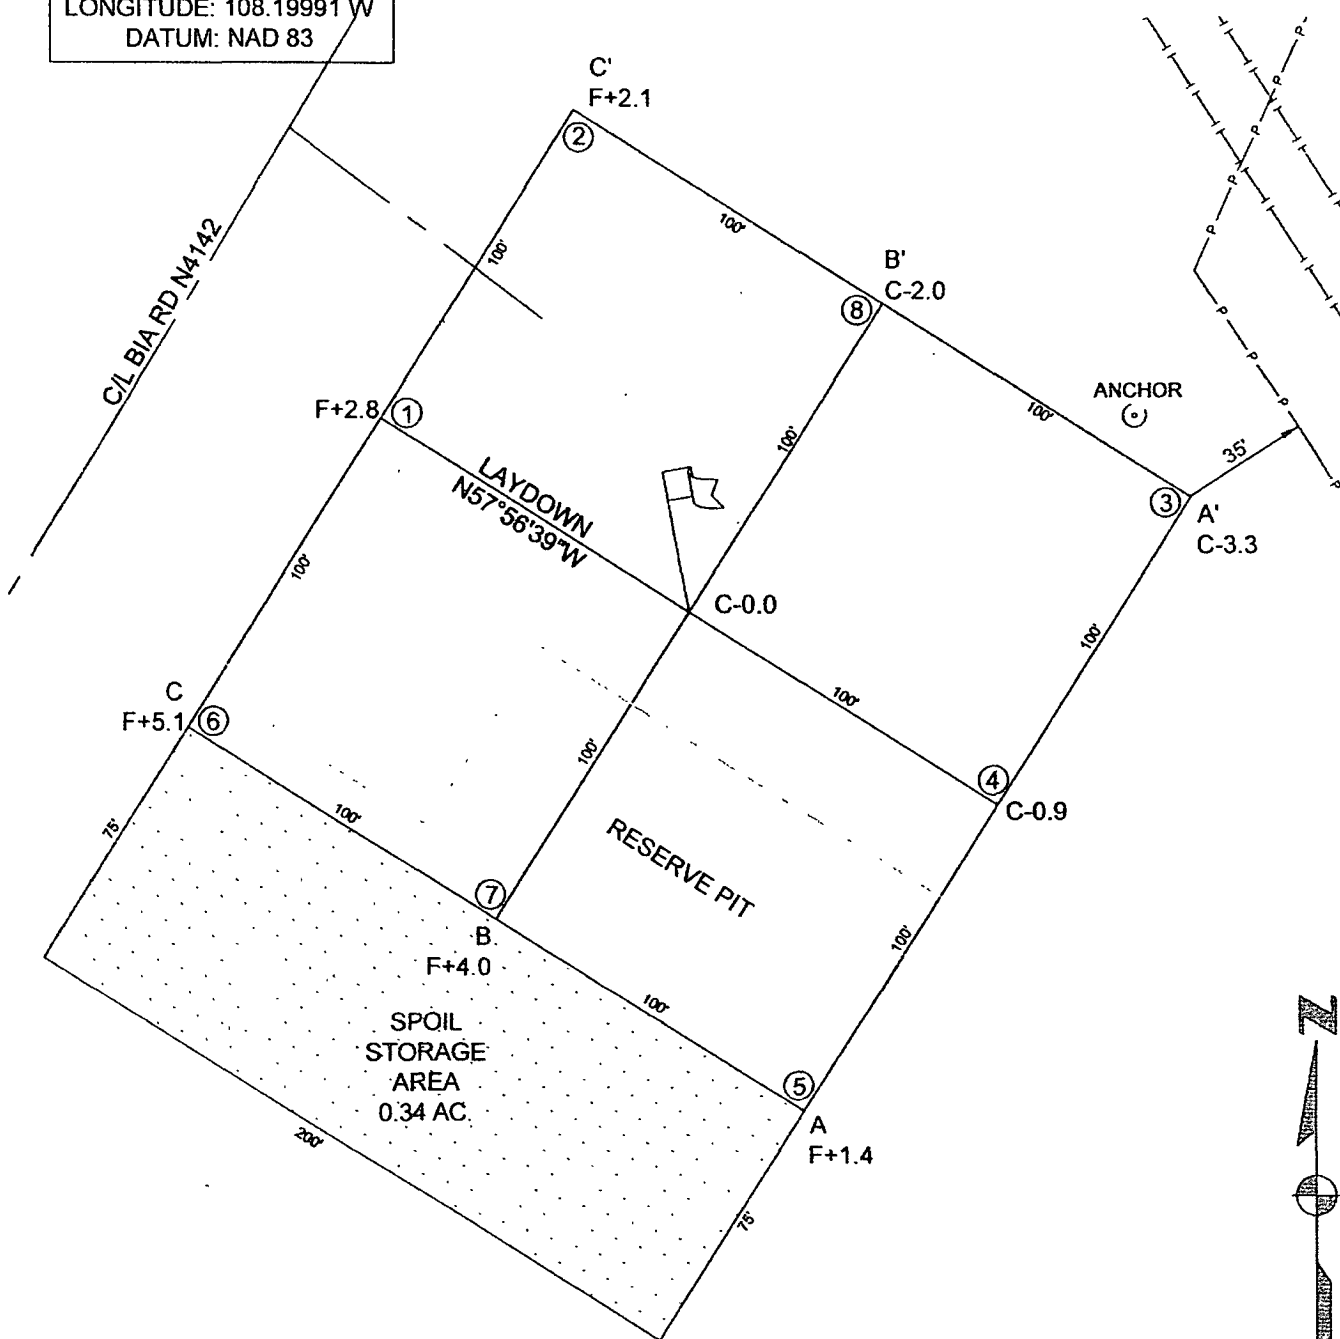 LONGITUDE: 108.19991 W
DATUM: NAD 83
C'
F+2.1
2
100'
100'
B'
C-2.0
8
C/L BIA RD N4142
ANCHOR
100'
35'
F+2.8
1
100'
LAYDOWN
N57°56'39"W
3
A'
C-3.3
C-0.0
100'
100'
100'
C
F+5.1
6
100'
4
C-0.9
75'
100'
RESERVE PIT
7
B
F+4.0
100'
100'
SPOIL
STORAGE
AREA
0.34 AC.
5
A
F+1.4
200'
75'
N
P
P
P
P
P
P
P
P
P